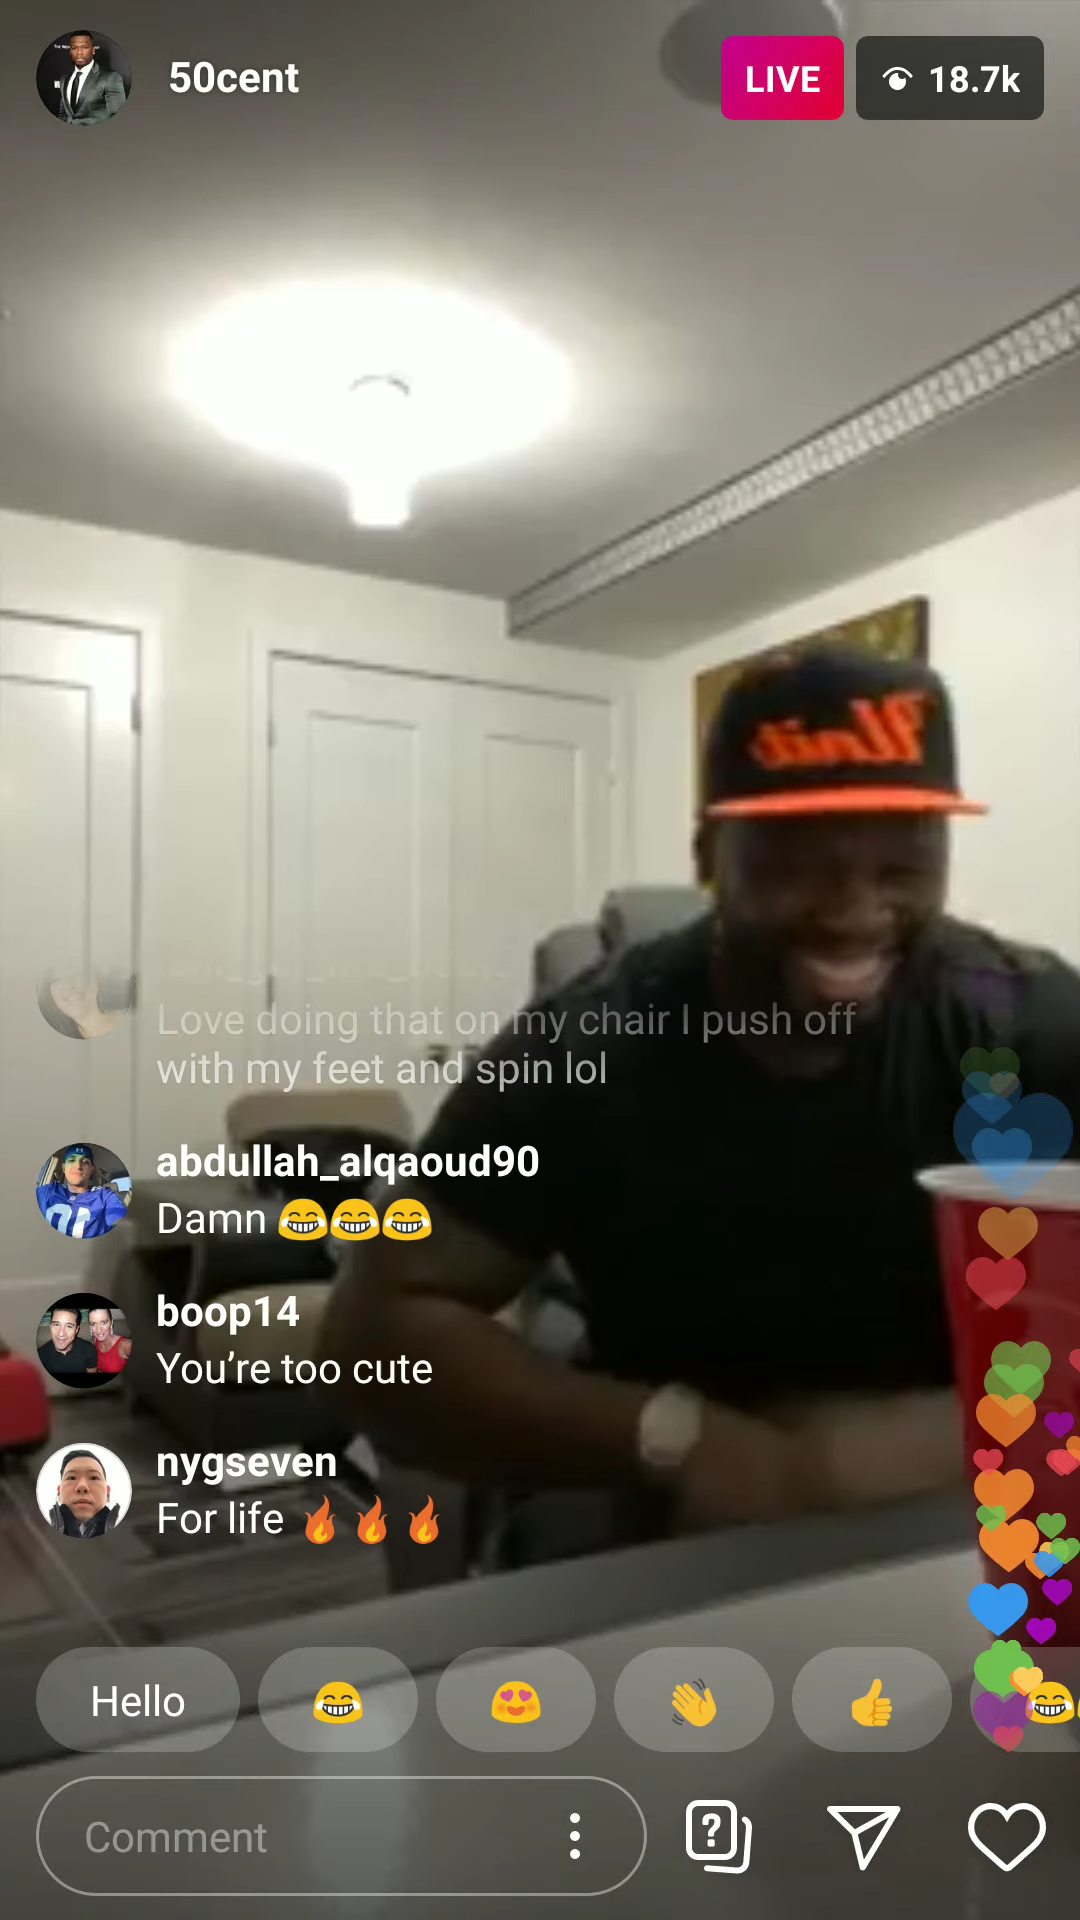 50cent
LIVE
18.7k
Unit
Love doing that on my chair I push off
with my feet and spin lol
abdullah_alqaoud90
Damn 😂😂😂
boop14
You’re too cute
nygseven
For life 🔥🔥🔥
Hello 😂 😍 👋 👍 😂
Comment